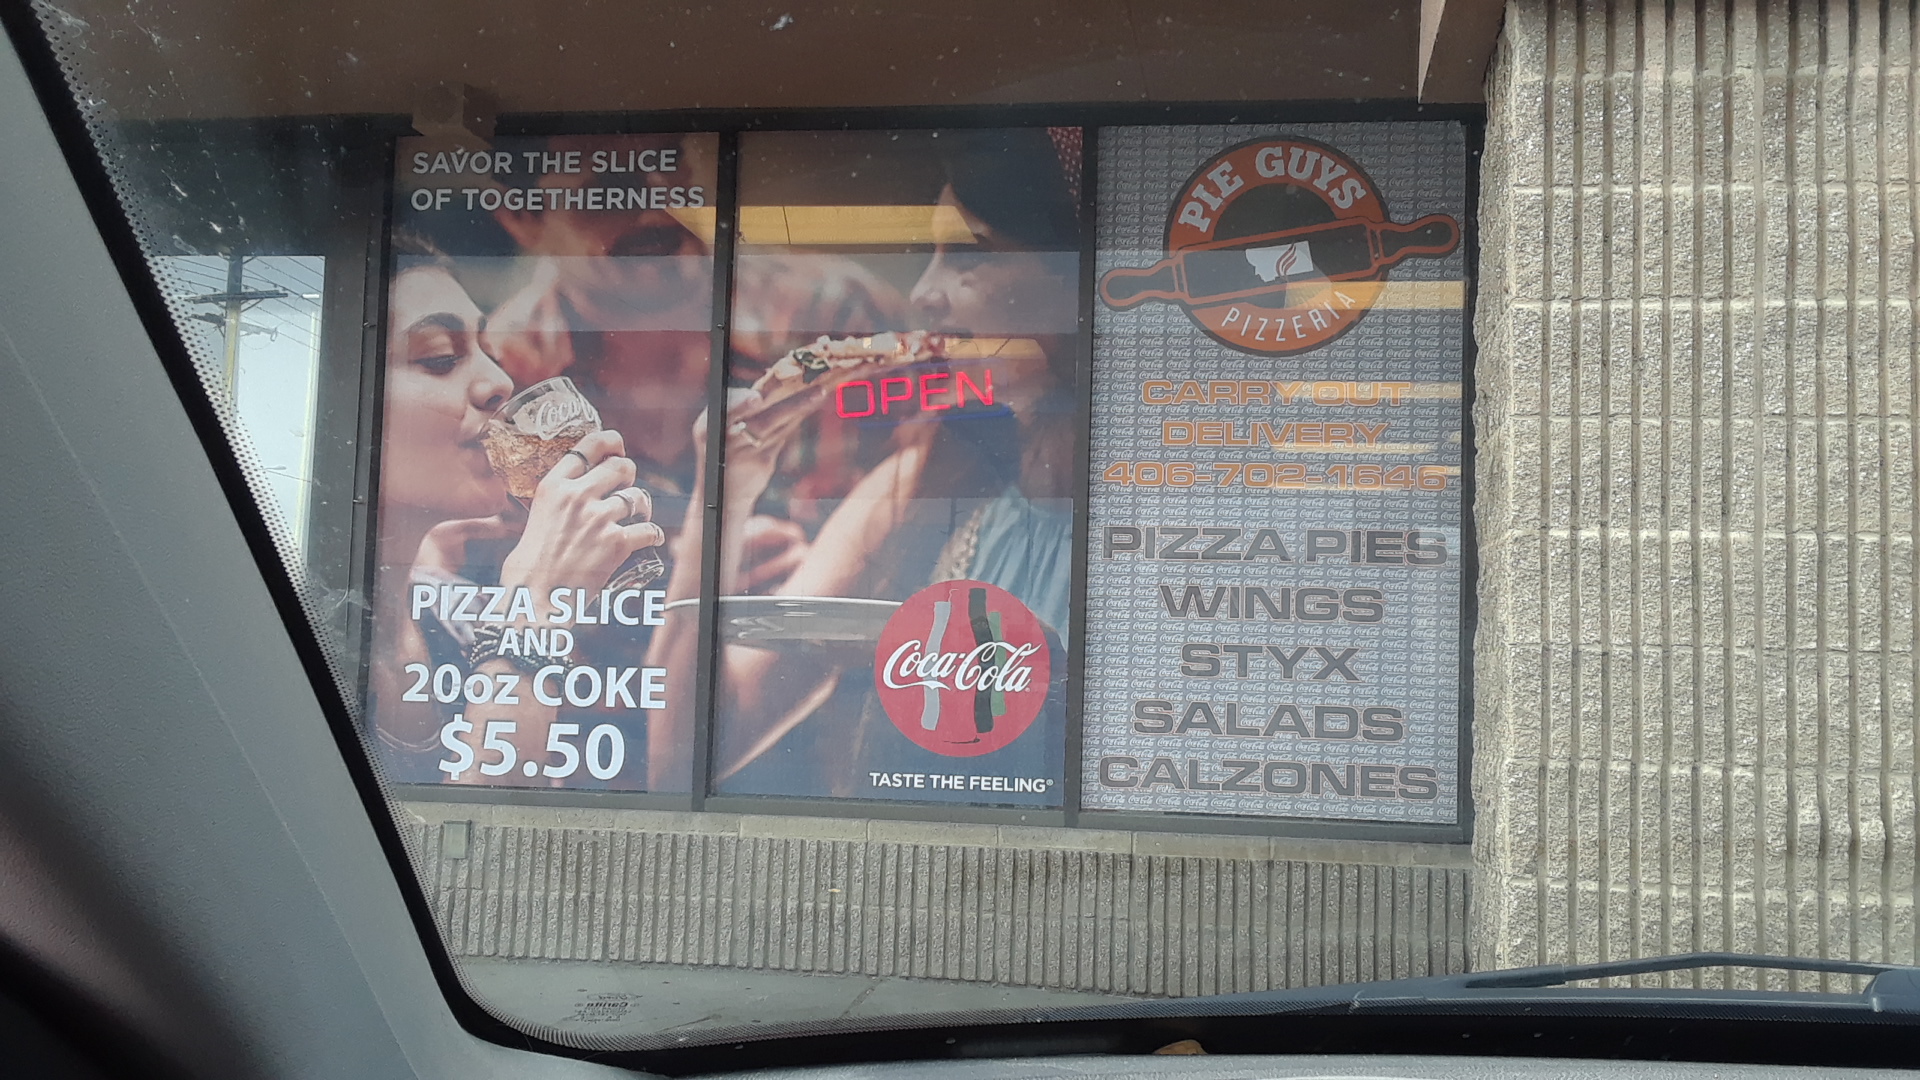 SAVOR THE SLICE
OF TOGETHERNESS
Coca
PIZZA SLICE
AND
20oz COKE
$5.50
OPEN
Coca-Cola
TASTE THE FEELING®
PIE GUYS
PIZZERIA
CARRY OUT
DELIVERY
406-702-1646
PIZZA PIES
WINGS
STYX
SALADS
CALZONES